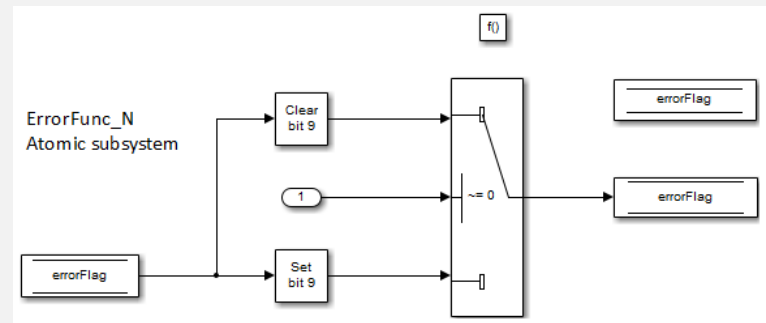 f()
ErrorFunc_N
Atomic subsystem
Clear
bit 9
errorFlag
1
~= 0
errorFlag
errorFlag
Set
bit 9